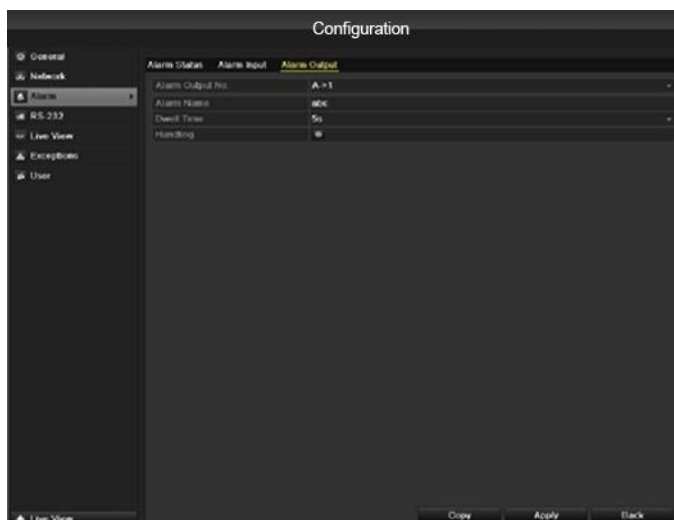 Configuration
General
Network
Alarm
RS-232
Live View
Exceptions
User
Alarm Status Alarm Input Alarm Output
Alarm Output No. A->1
Alarm Name abc
Dwell Time 5s
Handling
Live View
Copy Apply Back